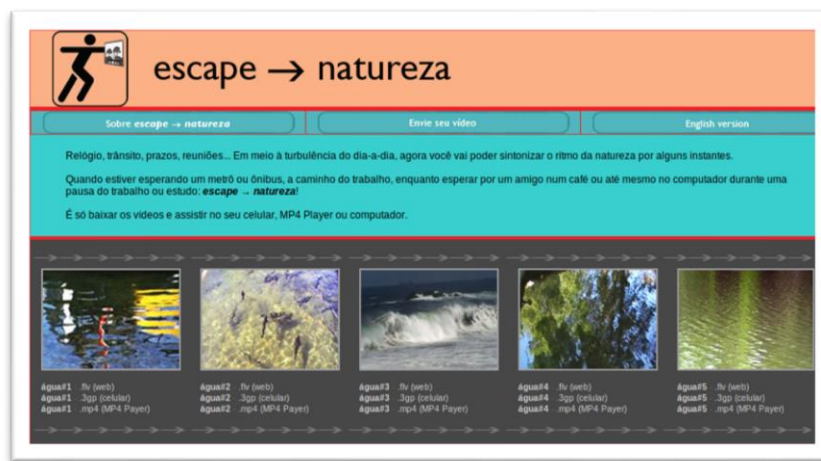 escape → natureza
Sobre escape → natureza
Envie seu vídeo
English version
Relógio, trânsito, prazos, reuniões... Em meio à turbulência do dia-a-dia, agora você vai poder sintonizar o ritmo da natureza por alguns instantes.
Quando estiver esperando um metrô ou ônibus, a caminho do trabalho, enquanto esperar por um amigo num café ou até mesmo no computador durante uma
pausa do trabalho ou estudo: escape → natureza!
É só baixar os vídeos e assistir no seu celular, MP4 Player ou computador.
água#1 .flv (web)
água#1 .3gp (celular)
água#1 .mp4 (MP4 Payer)
água#2 .flv (web)
água#2 .3gp (celular)
água#2 .mp4 (MP4 Payer)
água#3 .flv (web)
água#3 .3gp (celular)
água#3 .mp4 (MP4 Payer)
água#4 .flv (web)
água#4 .3gp (celular)
água#4 .mp4 (MP4 Payer)
água#5 .flv (web)
água#5 .3gp (celular)
água#5 .mp4 (MP4 Payer)